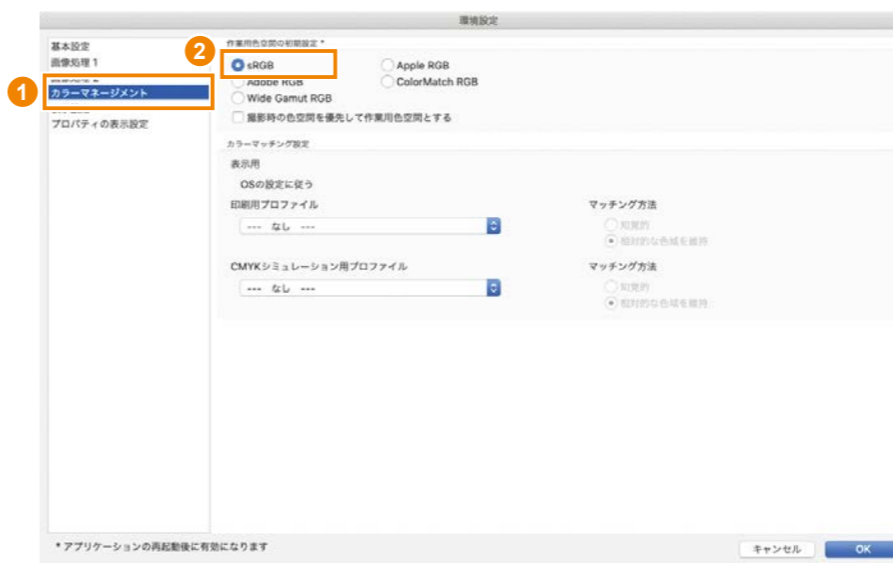 環境設定
基本設定
画像処理 1
カラーマネージメント
プロパティの表示設定
1
2
作業用色空間の初期設定 *
sRGB
Apple RGB
Adobe RGB
ColorMatch RGB
Wide Gamut RGB
撮影時の色空間を優先して作業用色空間とする
カラーマッチング設定
表示用
OSの設定に従う
印刷用プロファイル
マッチング方法
--- なし ---
知覚的
相対的な色域を維持
CMYKシミュレーション用プロファイル
マッチング方法
--- なし ---
知覚的
相対的な色域を維持
* アプリケーションの再起動後に有効になります
キャンセル
OK